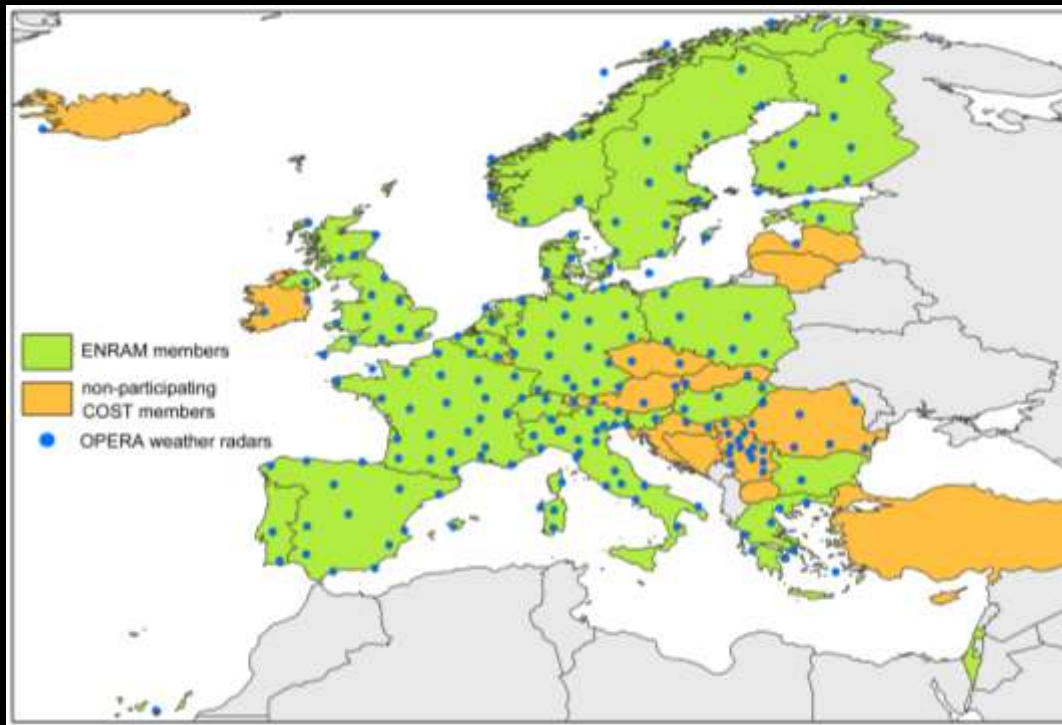 ENRAM members
non-participating
COST members
OPERA weather radars